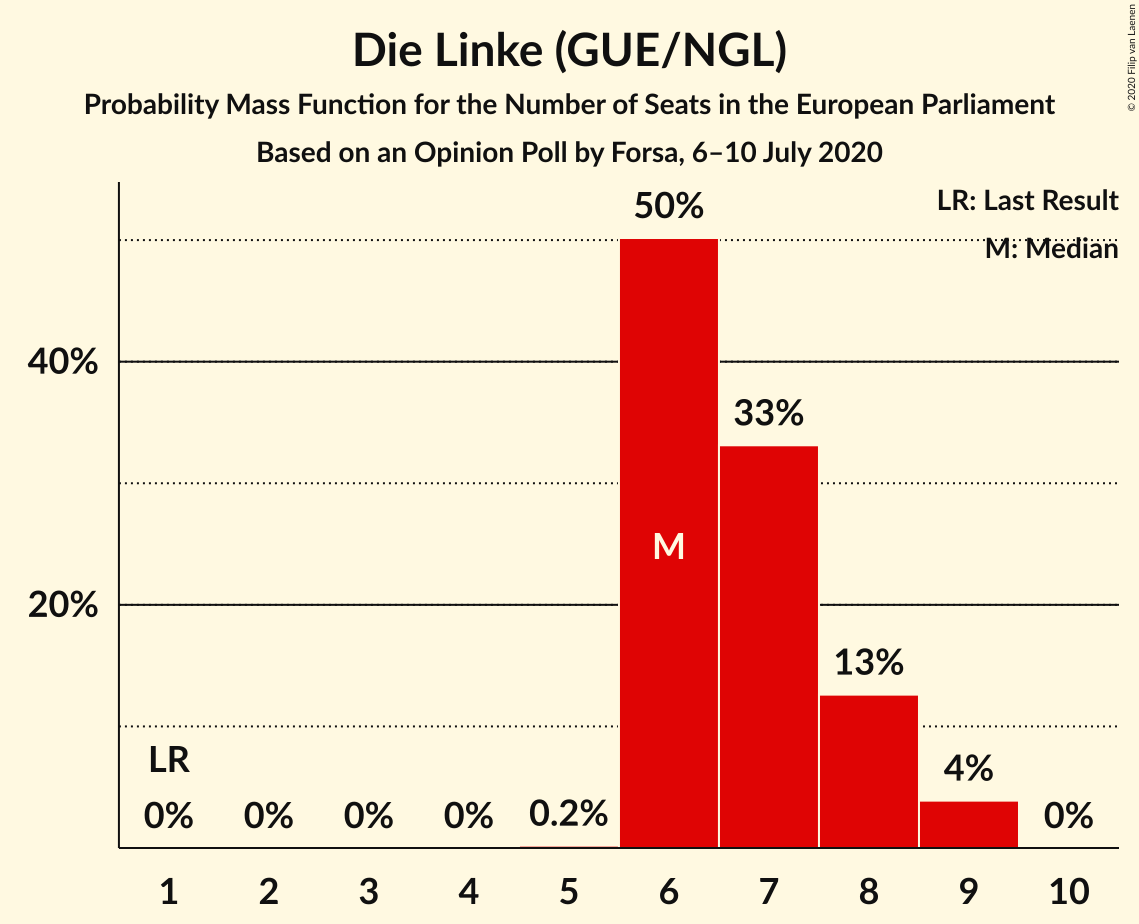 Die Linke (GUE/NGL)
Probability Mass Function for the Number of Seats in the European Parliament
Based on an Opinion Poll by Forsa, 6–10 July 2020
© 2020 Filip van Laenen
LR: Last Result
M: Median
50%
40%
33%
M
20%
13%
LR
4%
0% 0% 0% 0% 0.2% 0%
1 2 3 4 5 6 7 8 9 10